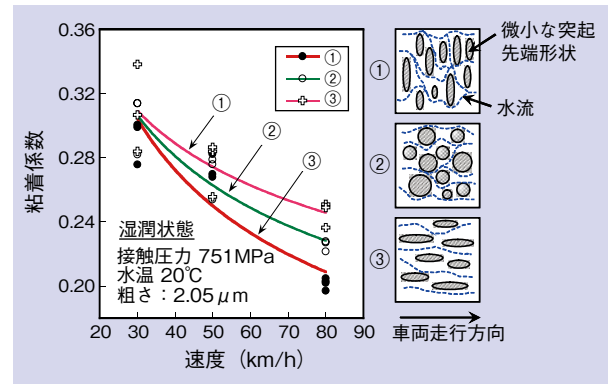 0.36
0.32
0.28
0.24
0.20
20 30 40 50 60 70 80 90
粘着係数
速度（km/h）
①
②
③
①
②
③
湿潤状態
接触圧力 751MPa
水温 20℃
粗さ：2.05μm
①
②
③
微小な突起
先端形状
水流
車両走行方向